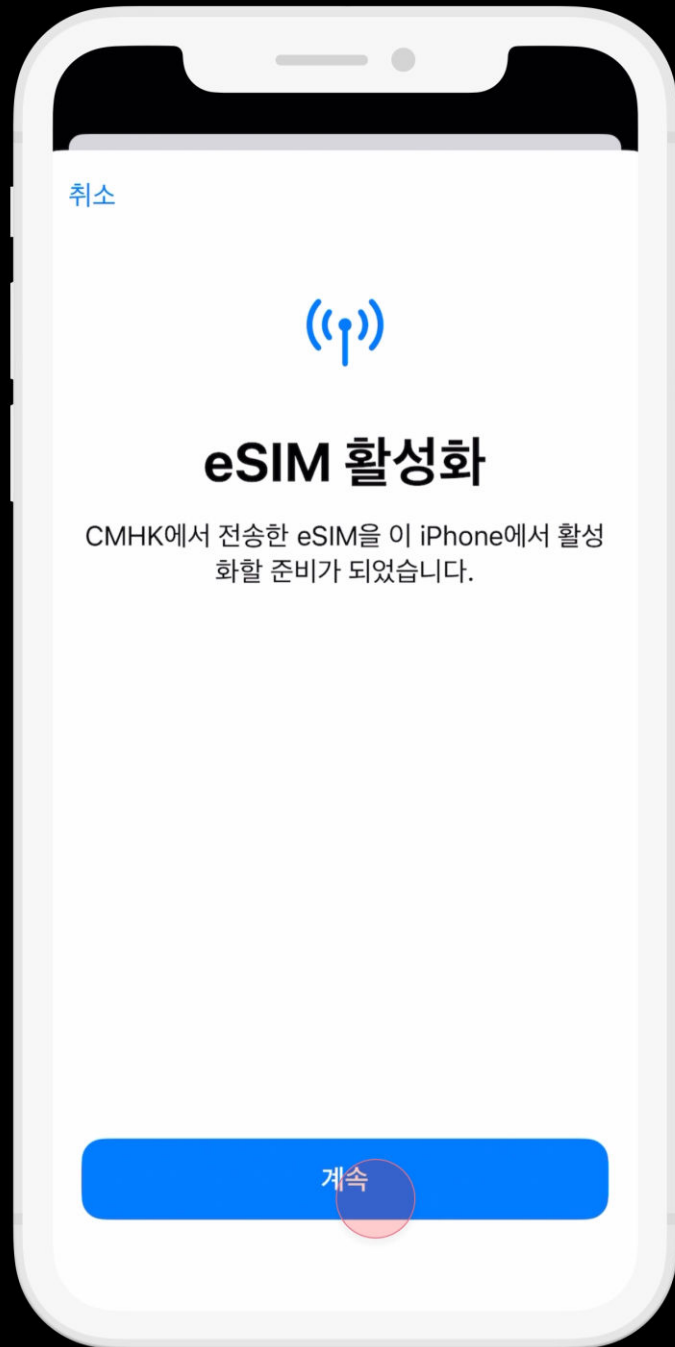 취소
eSIM 활성화
CMHK에서 전송한 eSIM을 이 iPhone에서 활성
화할 준비가 되었습니다.
계속